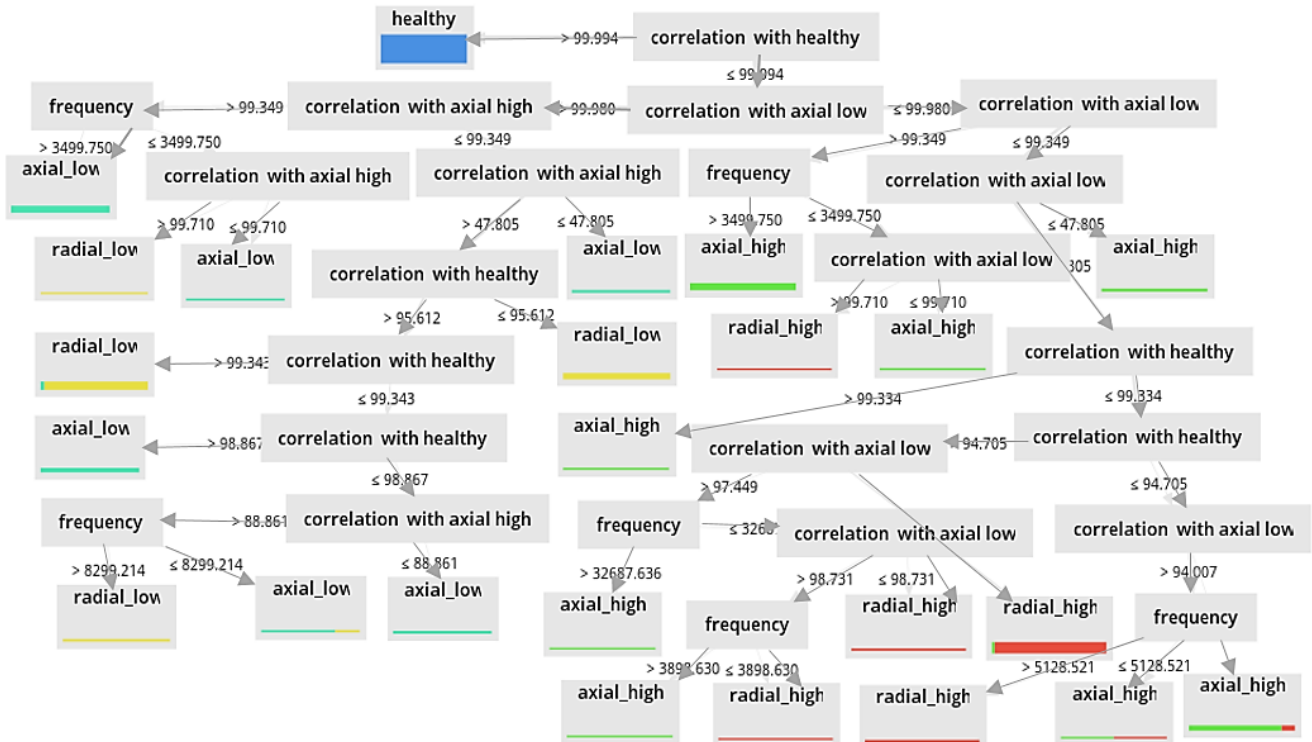 healthy
> 99.994
correlation with healthy
≤ 99.994
frequency
> 99.349
correlation with axial high
> 99.980
correlation with axial low
≤ 99.980
correlation with axial low
> 3499.750
≤ 3499.750
≤ 99.349
> 99.349
≤ 99.349
axial_low
correlation with axial high
correlation with axial high
frequency
correlation with axial low
> 99.710
≤ 99.710
> 47.805
≤ 47.805
> 3499.750
≤ 3499.750
≤ 47.805
radial_low
axial_low
correlation with healthy
axial_low
axial_high
correlation with axial low
805
axial_high
> 95.612
≤ 95.612
> 99.710
≤ 99.710
radial_low
> 99.343
correlation with healthy
radial_low
radial_high
axial_high
correlation with healthy
≤ 99.343
> 99.334
≤ 99.334
axial_low
> 98.867
correlation with healthy
axial_high
correlation with axial low
94.705
correlation with healthy
≤ 98.867
> 97.449
≤ 94.705
frequency
> 88.861
correlation with axial high
frequency
≤ 3268
correlation with axial low
correlation with axial low
> 8299.214
≤ 8299.214
≤ 88.861
> 32687.636
> 98.731
≤ 98.731
> 94.007
radial_low
axial_low
axial_low
axial_high
frequency
radial_high
radial_high
frequency
> 3898.630
≤ 3898.630
> 5128.521
≤ 5128.521
axial_high
radial_high
radial_high
axial_high
axial_high